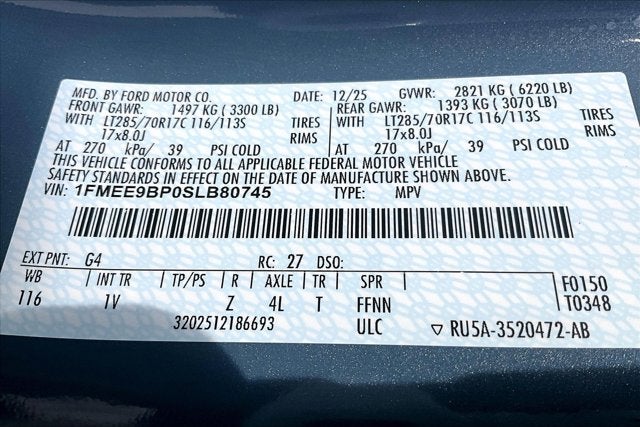 MFD. BY FORD MOTOR CO. DATE: 12/25 GVWR: 2821 KG ( 6220 LB)
FRONT GAWR: 1497 KG ( 3300 LB) REAR GAWR: 1393 KG ( 3070 LB)
WITH LT285/70R17C 116/113S TIRES WITH LT285/70R17C 116/113S TIRES
17x8.0J RIMS 17x8.0J RIMS
AT 270 kPa/ 39 PSI COLD AT 270 kPa/ 39 PSI COLD
THIS VEHICLE CONFORMS TO ALL APPLICABLE FEDERAL MOTOR VEHICLE
SAFETY STANDARDS IN EFFECT ON THE DATE OF MANUFACTURE SHOWN ABOVE.
VIN: 1FMEE9BP0SLB80745 TYPE: MPV
EXT PNT: G4 RC: 27 DSO:
WB INT TR TP/PS R AXLE TR SPR F0150
116 1V Z 4L T FFNN T0348
3202512186693 ULC ▽ RU5A-3520472-AB